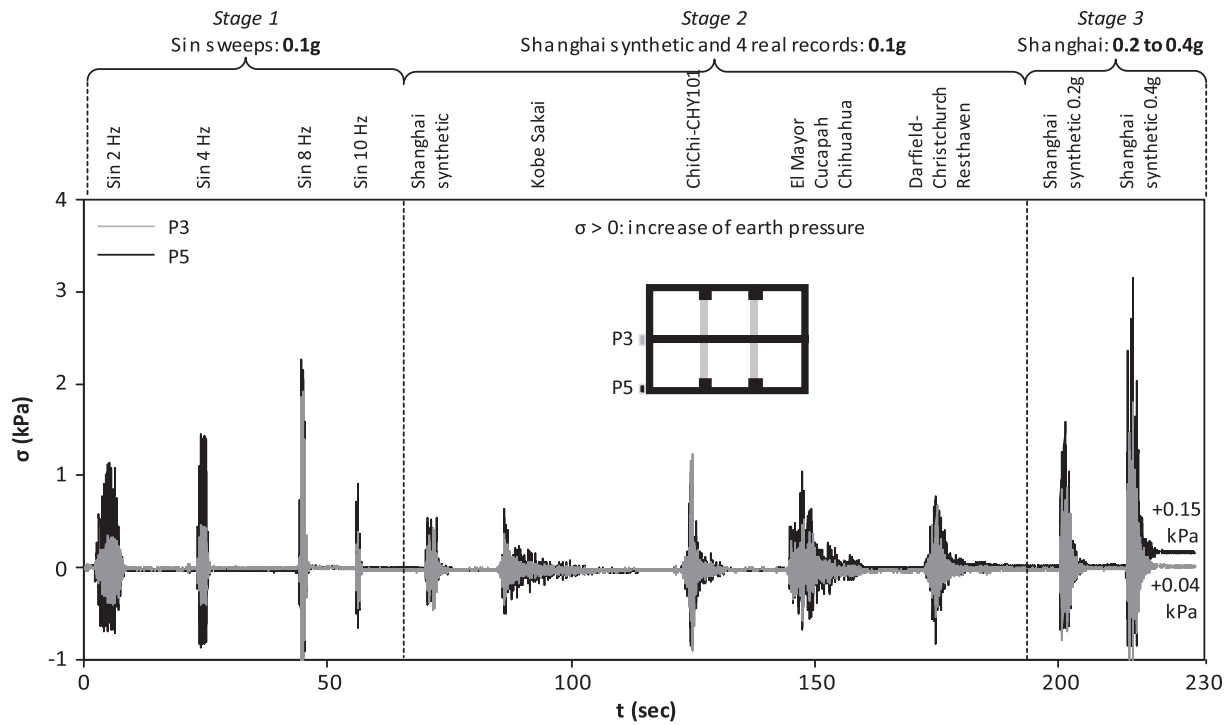 Stage 1
Sin sweeps: 0.1g
Stage 2
Shanghai synthetic and 4 real records: 0.1g
Stage 3
Shanghai: 0.2 to 0.4g
Sin 2 Hz
Sin 4 Hz
Sin 8 Hz
Sin 10 Hz
Shanghai
synthetic
Kobe Sakai
ChiChi-CHY101
El Mayor
Cucapah
Chihuahua
Darfield-
Christchurch
Resthaven
Shanghai
synthetic 0.2g
Shanghai
synthetic 0.4g
4
3
2
1
0
-1
σ (kPa)
P3
P5
σ > 0: increase of earth pressure
P3
P5
+0.15
kPa
+0.04
kPa
0
50
100
150
200
230
t (sec)